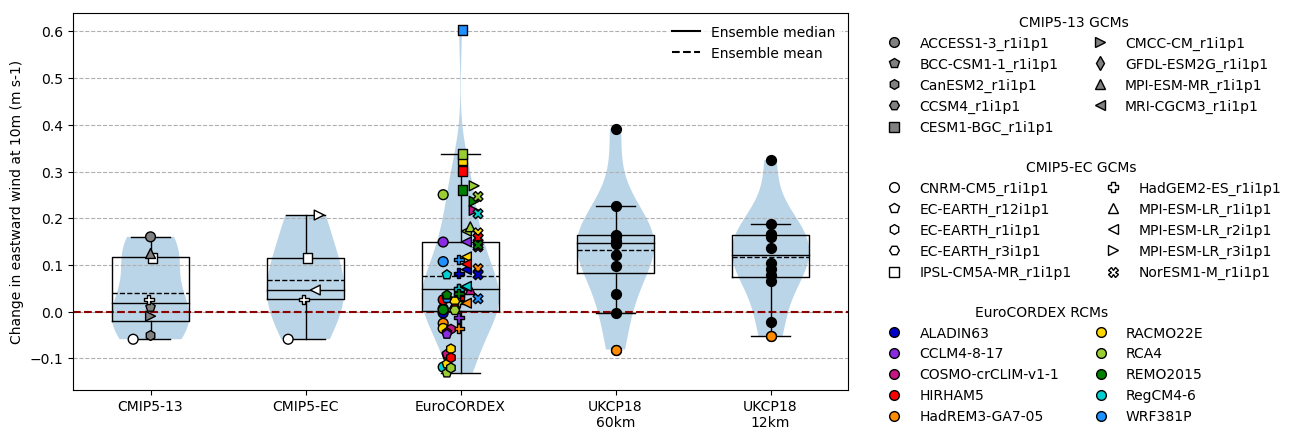 Change in eastward wind at 10m (m s-1)
0.6
0.5
0.4
0.3
0.2
0.1
0.0
−0.1
Ensemble median
Ensemble mean
CMIP5-13
CMIP5-EC
EuroCORDEX
UKCP18
60km
UKCP18
12km
CMIP5-13 GCMs
ACCESS1-3_r1i1p1
BCC-CSM1-1_r1i1p1
CanESM2_r1i1p1
CCSM4_r1i1p1
CESM1-BGC_r1i1p1
CMCC-CM_r1i1p1
GFDL-ESM2G_r1i1p1
MPI-ESM-MR_r1i1p1
MRI-CGCM3_r1i1p1
CMIP5-EC GCMs
CNRM-CM5_r1i1p1
EC-EARTH_r12i1p1
EC-EARTH_r1i1p1
EC-EARTH_r3i1p1
IPSL-CM5A-MR_r1i1p1
HadGEM2-ES_r1i1p1
MPI-ESM-LR_r1i1p1
MPI-ESM-LR_r2i1p1
MPI-ESM-LR_r3i1p1
NorESM1-M_r1i1p1
EuroCORDEX RCMs
ALADIN63
CCLM4-8-17
COSMO-crCLIM-v1-1
HIRHAM5
HadREM3-GA7-05
RACMO22E
RCA4
REMO2015
RegCM4-6
WRF381P